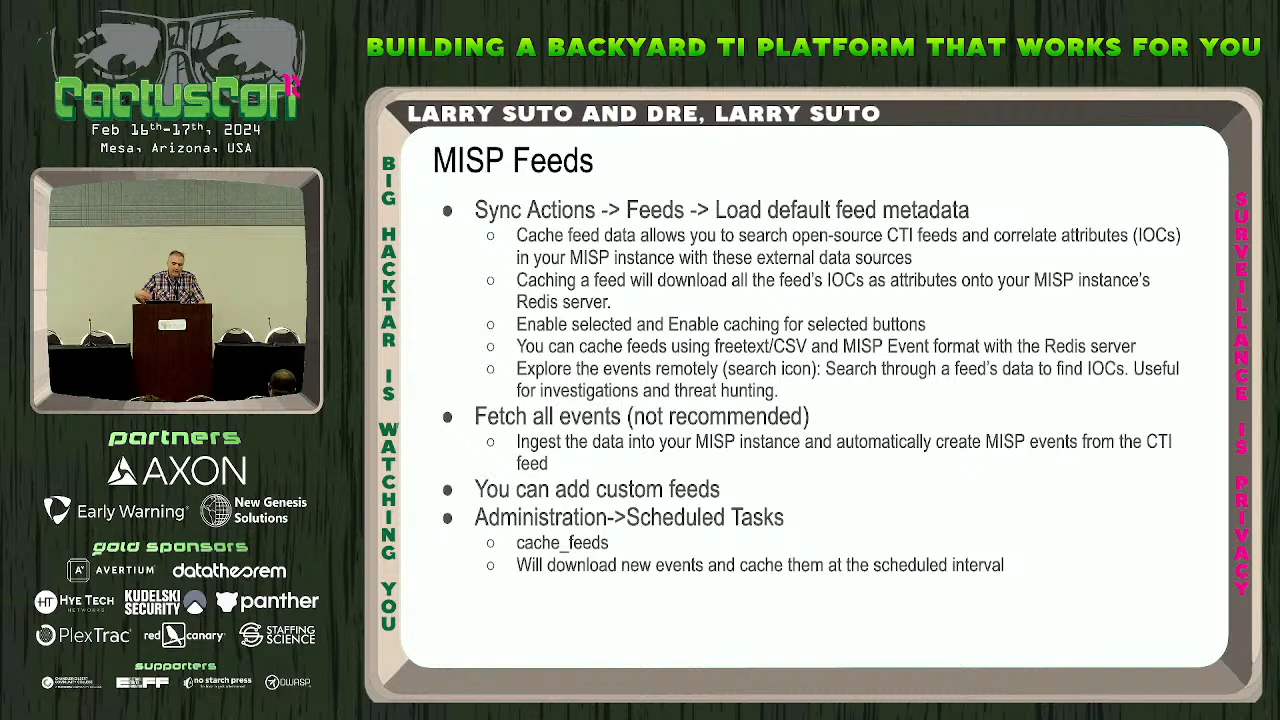 BUILDING A BACKYARD TI PLATFORM THAT WORKS FOR YOU
CactusCon
12
Feb 16th-17th, 2024
Mesa, Arizona, USA
LARRY SUTO AND DRE, LARRY SUTO
BIG HACKTAR IS WATCHING YOU
MISP Feeds
● Sync Actions -> Feeds -> Load default feed metadata
○ Cache feed data allows you to search open-source CTI feeds and correlate attributes (IOCs)
in your MISP instance with these external data sources
○ Caching a feed will download all the feed's IOCs as attributes onto your MISP instance's
Redis server.
○ Enable selected and Enable caching for selected buttons
○ You can cache feeds using freetext/CSV and MISP Event format with the Redis server
○ Explore the events remotely (search icon): Search through a feed's data to find IOCs. Useful
for investigations and threat hunting.
● Fetch all events (not recommended)
○ Ingest the data into your MISP instance and automatically create MISP events from the CTI
feed
● You can add custom feeds
● Administration->Scheduled Tasks
○ cache_feeds
○ Will download new events and cache them at the scheduled interval
SURVEILLANCE IS PRIVACY
partners
AXON
Early Warning
New Genesis
Solutions
gold sponsors
AVERTIUM
datatheorem
HT HYE TECH
NETWORKS
KUDELSKI
SECURITY
panther
PlexTrac
red canary
STAFFING
SCIENCE
supporters
EFF
no starch press
OWASP